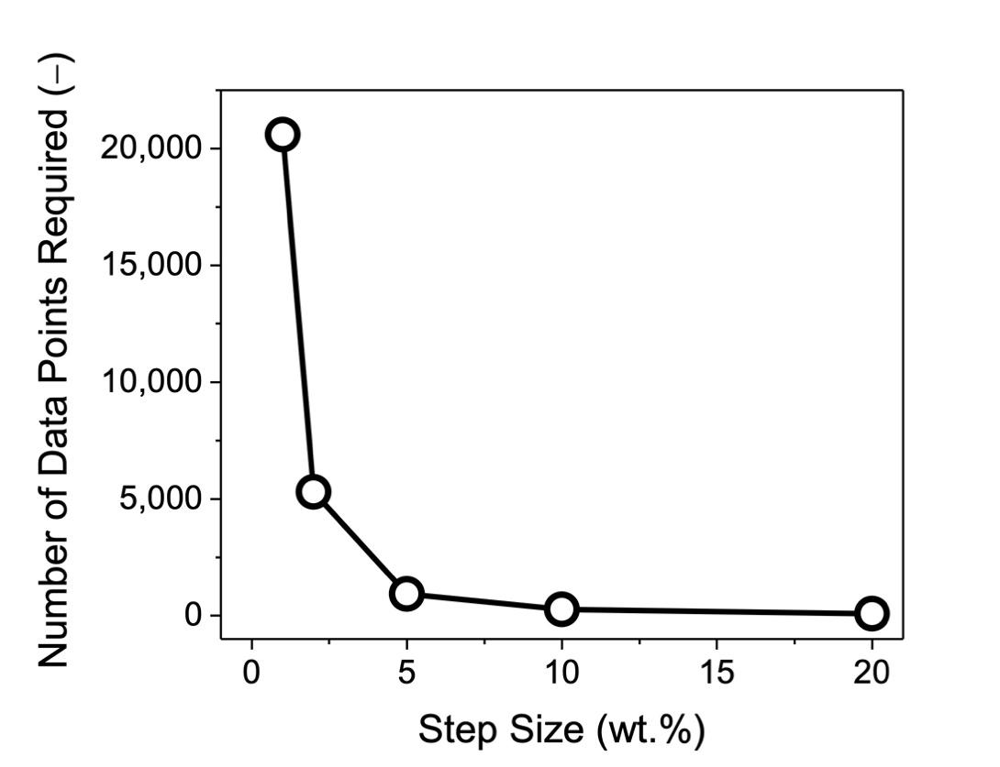 Number of Data Points Required (–)
20,000
15,000
10,000
5,000
0
0 5 10 15 20
Step Size (wt.%)